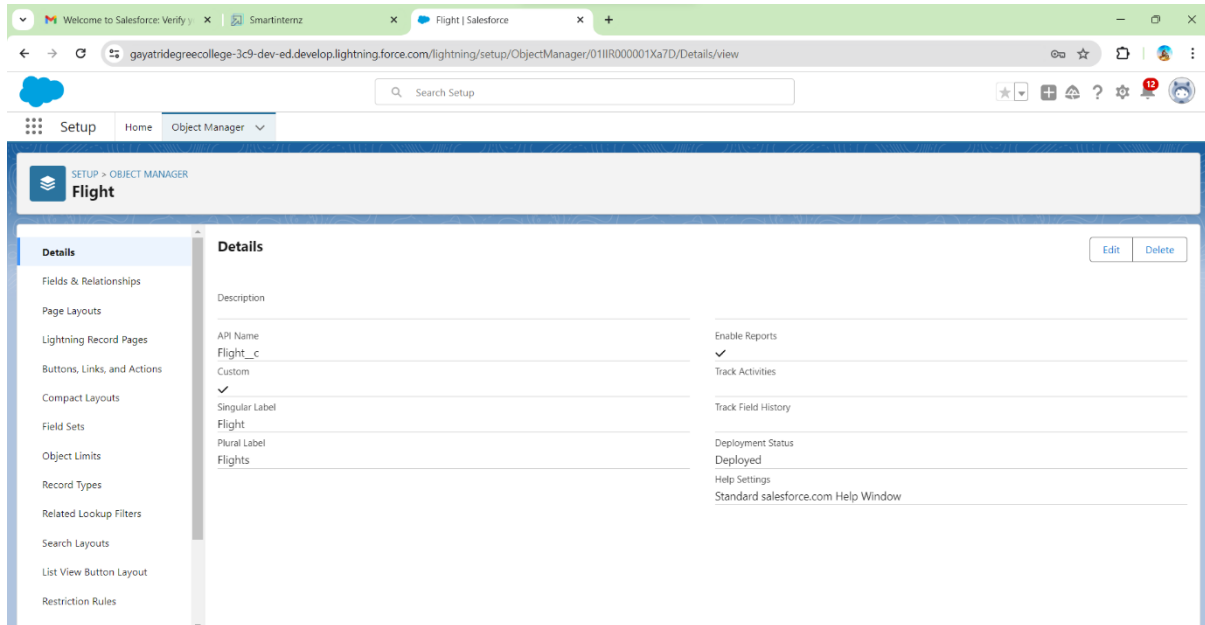 Welcome to Salesforce: Verify y
Smartinternz
Flight | Salesforce
gayatridegreecollege-3c9-dev-ed.develop.lightning.force.com/lightning/setup/ObjectManager/01IIR000001Xa7D/Details/view
Search Setup
12
Setup
Home
Object Manager
SETUP > OBJECT MANAGER
Flight
Details
Fields & Relationships
Page Layouts
Lightning Record Pages
Buttons, Links, and Actions
Compact Layouts
Field Sets
Object Limits
Record Types
Related Lookup Filters
Search Layouts
List View Button Layout
Restriction Rules
Details
Edit
Delete
Description
API Name
Flight__c
Custom
Singular Label
Flight
Plural Label
Flights
Enable Reports
Track Activities
Track Field History
Deployment Status
Deployed
Help Settings
Standard salesforce.com Help Window